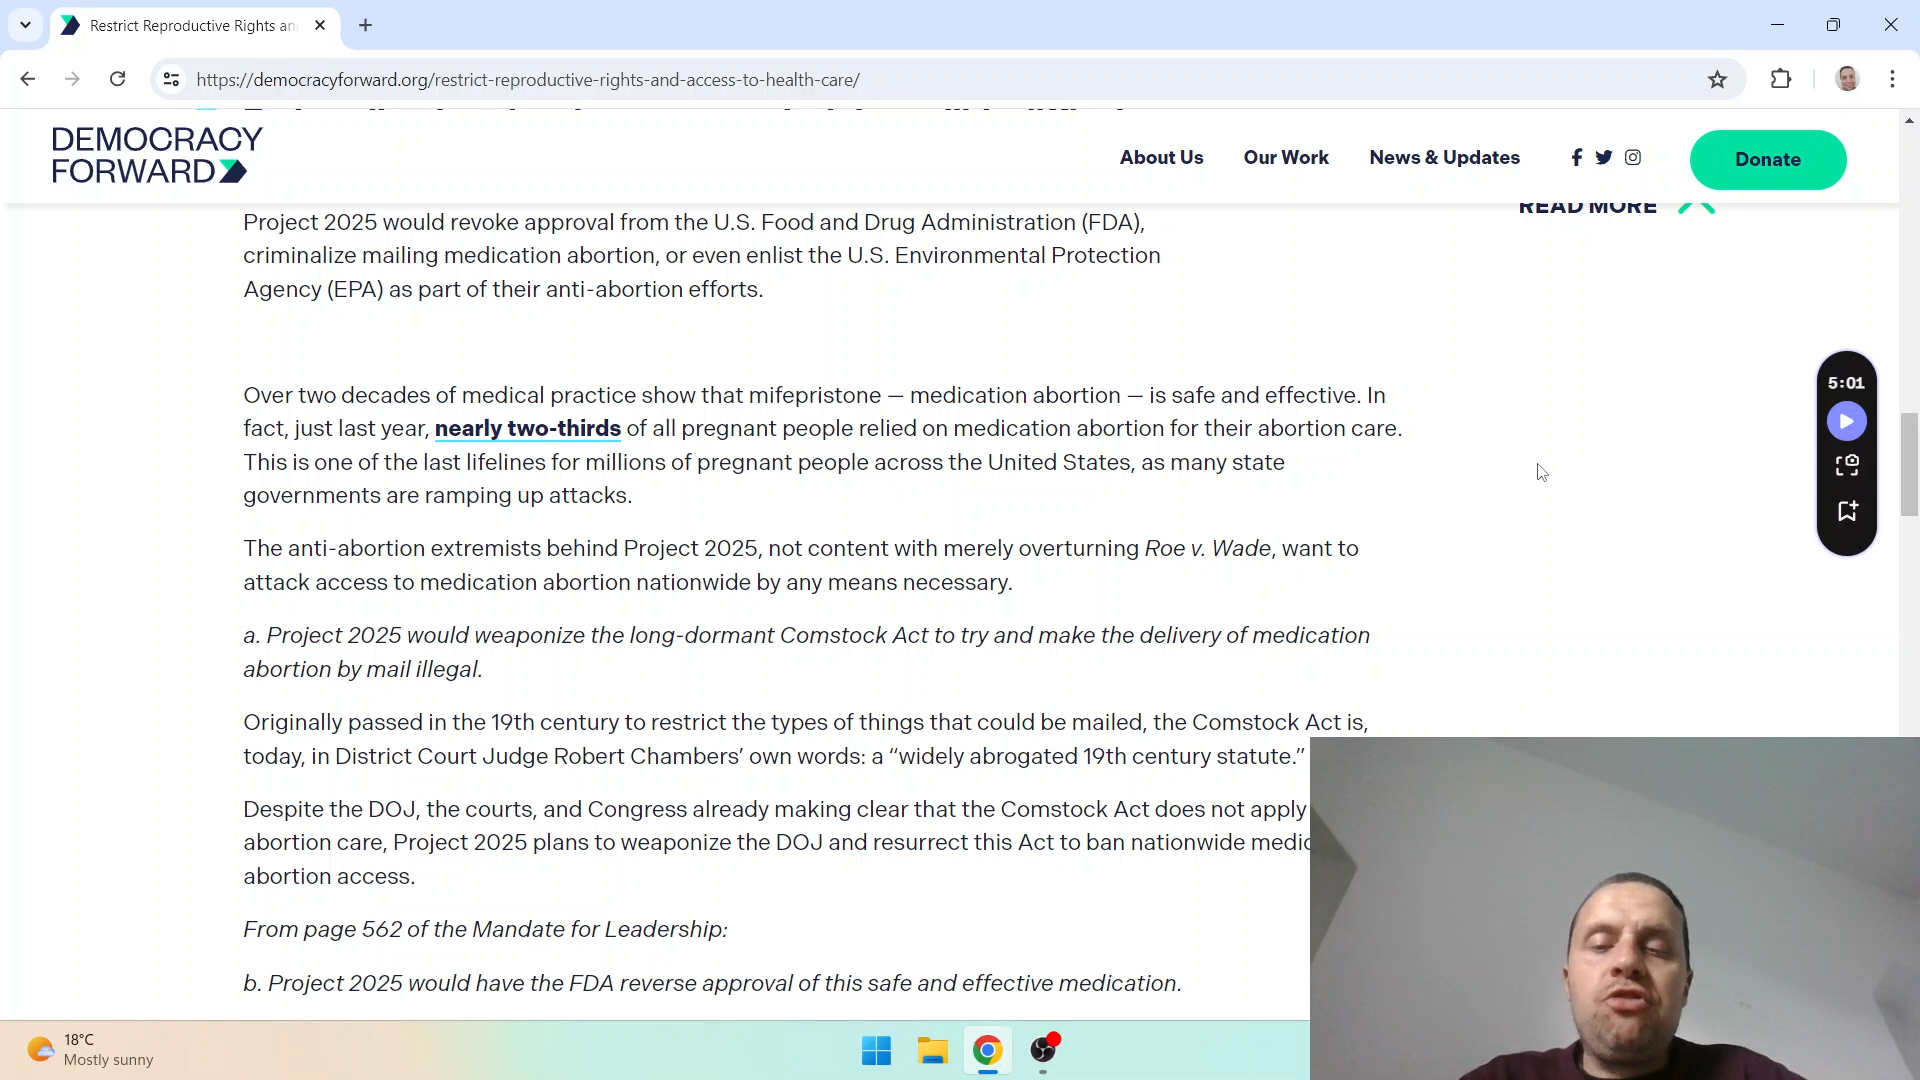 Restrict Reproductive Rights an
https://democracyforward.org/restrict-reproductive-rights-and-access-to-health-care/
DEMOCRACY
FORWARD
About Us
Our Work
News & Updates
Donate
READ MORE
Project 2025 would revoke approval from the U.S. Food and Drug Administration (FDA),
criminalize mailing medication abortion, or even enlist the U.S. Environmental Protection
Agency (EPA) as part of their anti-abortion efforts.
Over two decades of medical practice show that mifepristone — medication abortion — is safe and effective. In
fact, just last year, nearly two-thirds of all pregnant people relied on medication abortion for their abortion care.
This is one of the last lifelines for millions of pregnant people across the United States, as many state
governments are ramping up attacks.
5:01
The anti-abortion extremists behind Project 2025, not content with merely overturning Roe v. Wade, want to
attack access to medication abortion nationwide by any means necessary.
a. Project 2025 would weaponize the long-dormant Comstock Act to try and make the delivery of medication
abortion by mail illegal.
Originally passed in the 19th century to restrict the types of things that could be mailed, the Comstock Act is,
today, in District Court Judge Robert Chambers’ own words: a “widely abrogated 19th century statute.”
Despite the DOJ, the courts, and Congress already making clear that the Comstock Act does not apply
abortion care, Project 2025 plans to weaponize the DOJ and resurrect this Act to ban nationwide medic
abortion access.
From page 562 of the Mandate for Leadership:
b. Project 2025 would have the FDA reverse approval of this safe and effective medication.
18°C
Mostly sunny